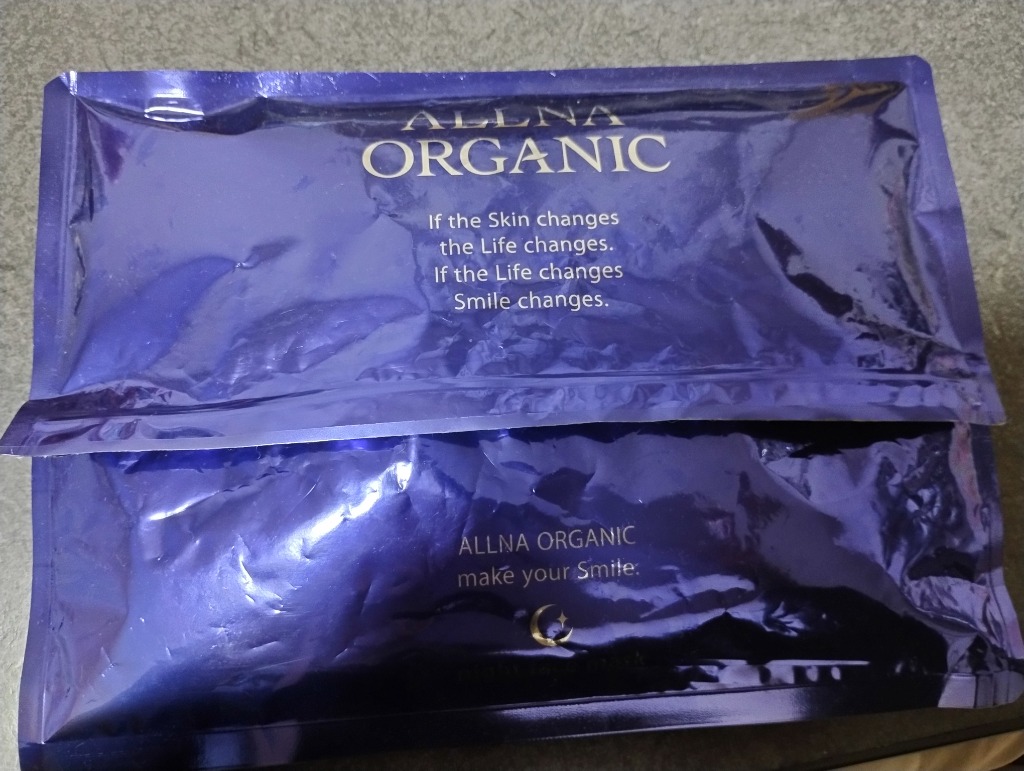 ALLNA
ORGANIC
If the Skin changes
the Life changes.
If the Life changes
Smile changes.
ALLNA ORGANIC
make your Smile.